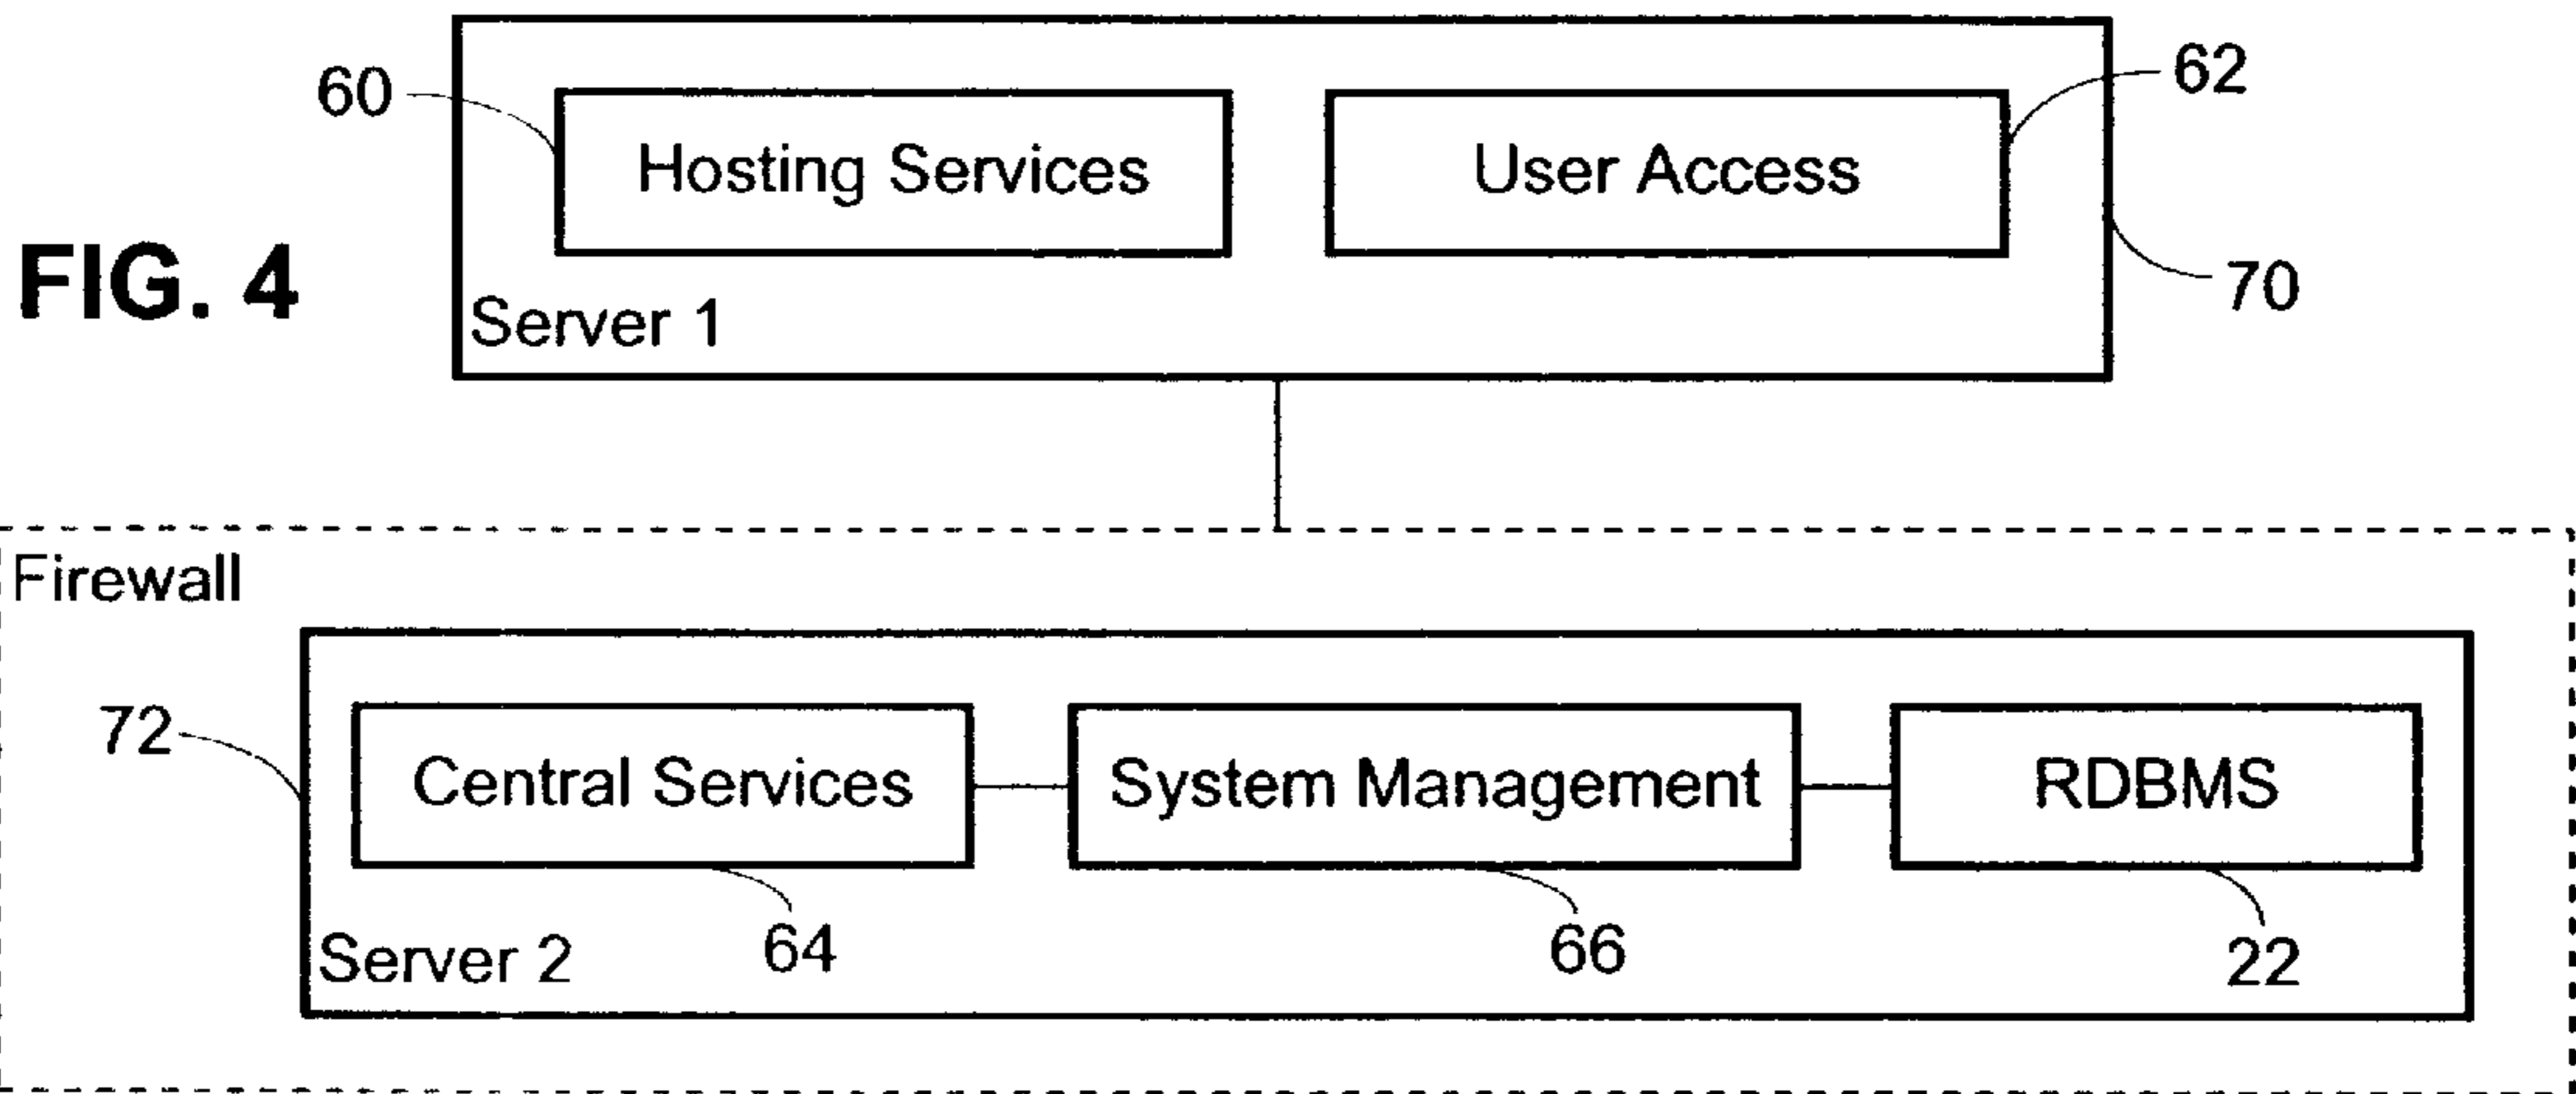 60
62
Hosting Services
User Access
FIG. 4
70
Server 1
Firewall
72
Central Services
System Management
RDBMS
64
66
22
Server 2